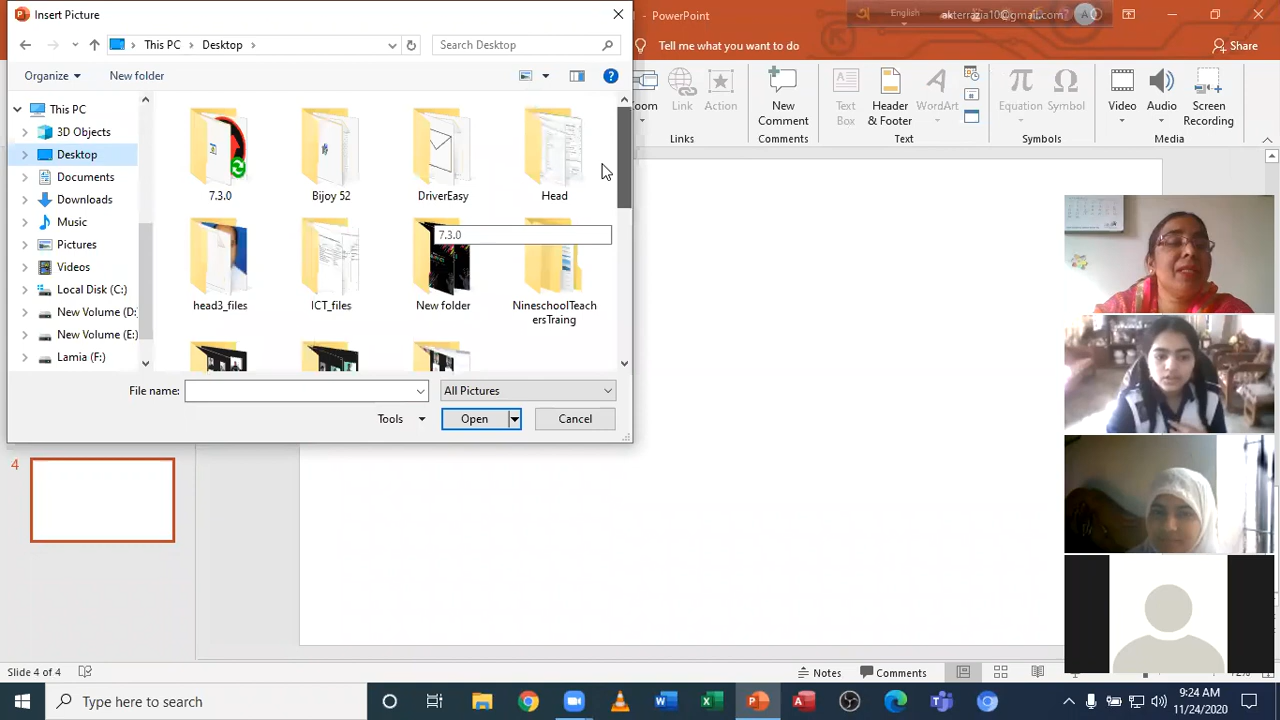 Insert Picture
PowerPoint
English
akterrazia10@gmail.com
A
This PC
Desktop
Search Desktop
Tell me what you want to do
Share
Organize
New folder
This PC
3D Objects
Desktop
Documents
Downloads
Music
Pictures
Videos
Local Disk (C:)
New Volume (D:
New Volume (E:)
Lamia (F:)
7.3.0
Bijoy 52
DriverEasy
Head
7.3.0
head3_files
ICT_files
New folder
NineschoolTeach
ersTraing
File name:
All Pictures
Tools
Open
Cancel
Zoom
Link
Action
Links
New
Comment
Comments
Text
Box
Header
& Footer
WordArt
Text
Equation
Symbol
Symbols
Video
Audio
Screen
Recording
Media
4
Slide 4 of 4
Notes
Comments
Type here to search
9:24 AM
11/24/2020